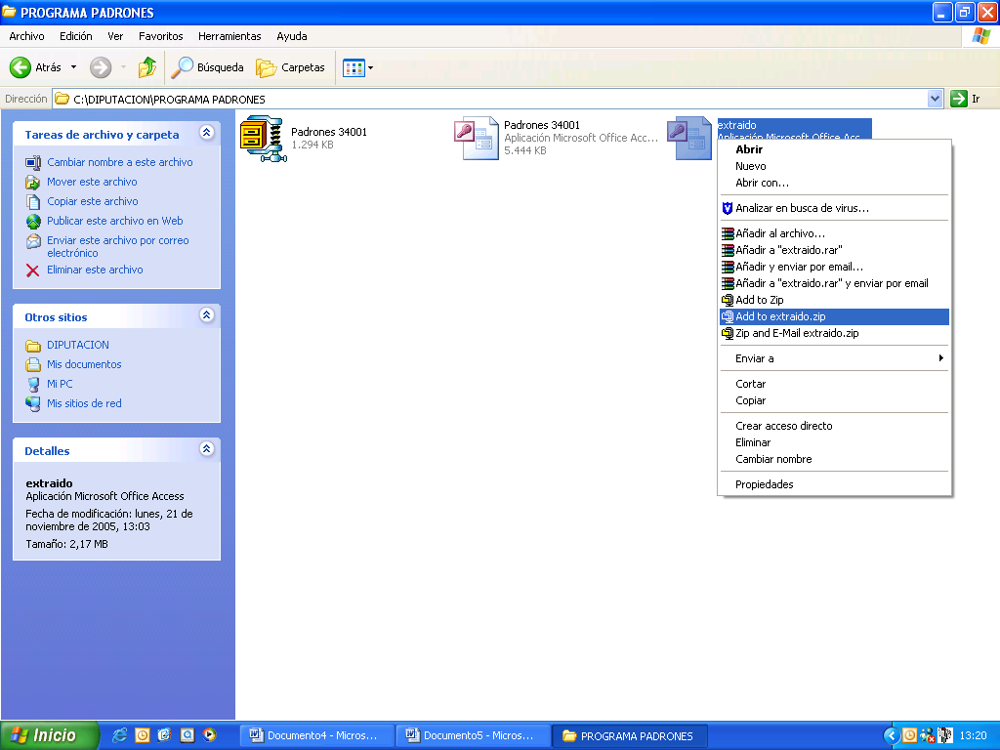 PROGRAMA PADRONES
Archivo Edición Ver Favoritos Herramientas Ayuda
Atrás Búsqueda Carpetas
Dirección C:\DIPUTACION\PROGRAMA PADRONES Ir
Tareas de archivo y carpeta
Cambiar nombre a este archivo
Mover este archivo
Copiar este archivo
Publicar este archivo en Web
Enviar este archivo por correo
electrónico
Eliminar este archivo
Otros sitios
DIPUTACION
Mis documentos
Mi PC
Mis sitios de red
Detalles
extraido
Aplicación Microsoft Office Access
Fecha de modificación: lunes, 21 de
noviembre de 2005, 13:03
Tamaño: 2,17 MB
Padrones 34001
1.294 KB
Padrones 34001
Aplicación Microsoft Office Acc...
5.444 KB
extraido
Aplicación Microsoft Office Acc...
Abrir
Nuevo
Abrir con...
Analizar en busca de virus...
Añadir al archivo...
Añadir a "extraido.rar"
Añadir y enviar por email...
Añadir a "extraido.rar" y enviar por email
Add to Zip
Add to extraido.zip
Zip and E-Mail extraido.zip
Enviar a
Cortar
Copiar
Crear acceso directo
Eliminar
Cambiar nombre
Propiedades
Inicio Documento4 - Micros... Documento5 - Micros... PROGRAMA PADRONES 13:20